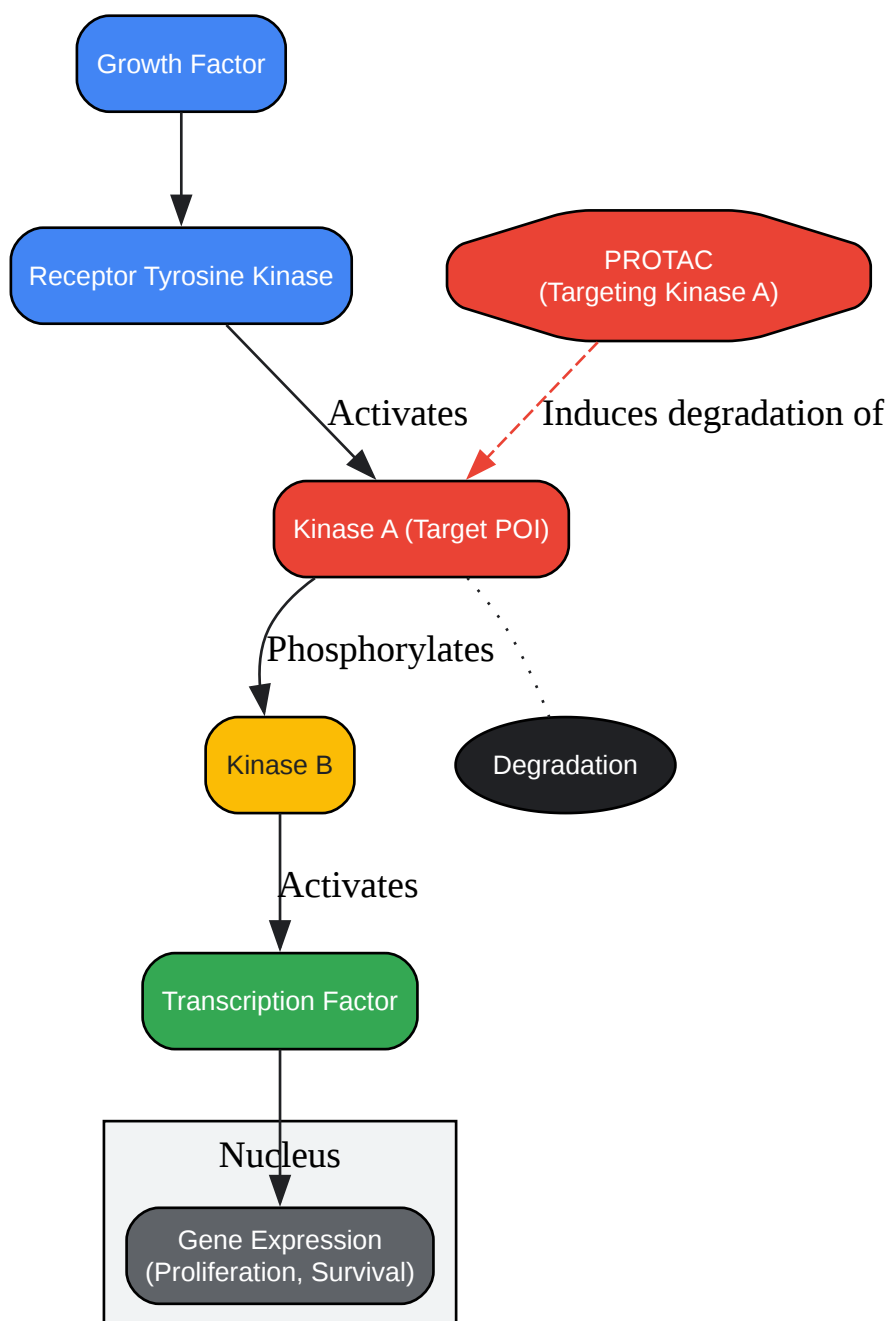 Growth Factor
Receptor Tyrosine Kinase
PROTAC
(Targeting Kinase A)
Activates
Induces degradation of
Kinase A (Target POI)
Phosphorylates
Kinase B
Degradation
Activates
Transcription Factor
Nucleus
Gene Expression
(Proliferation, Survival)